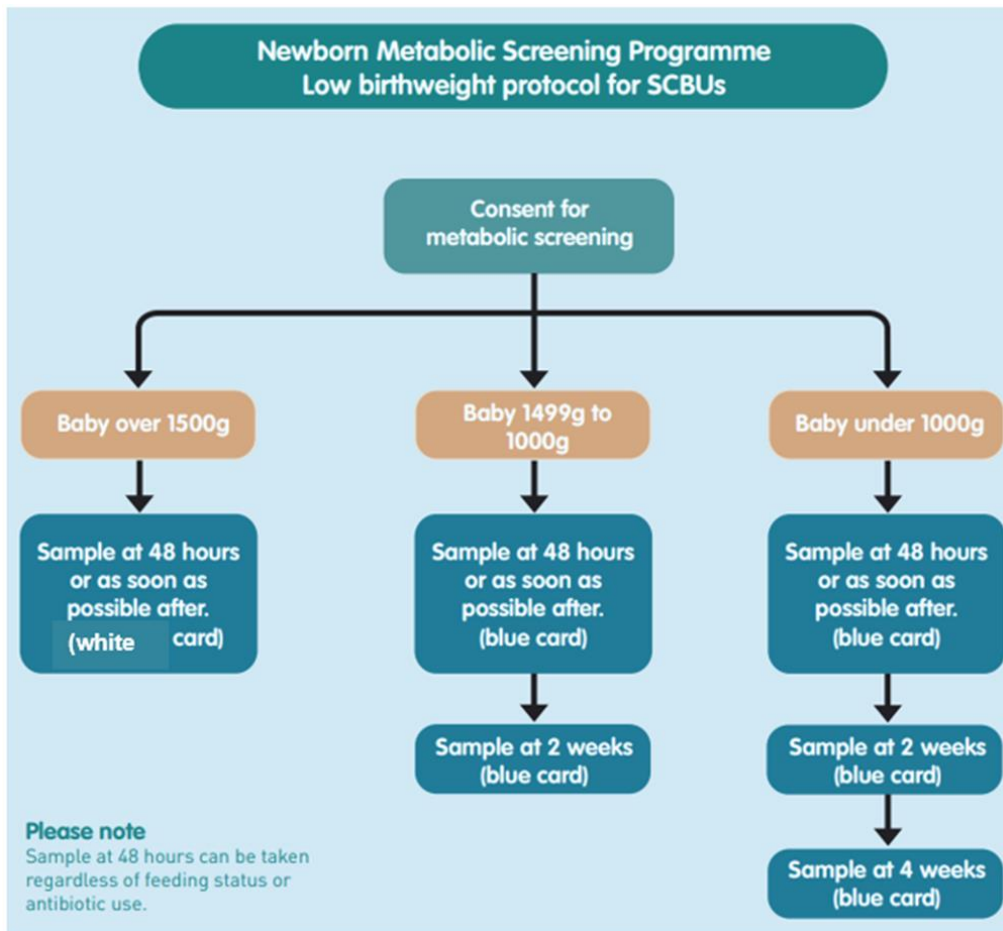 Newborn Metabolic Screening Programme
Low birthweight protocol for SCBUs
Consent for
metabolic screening
Baby over 1500g
Sample at 48 hours
or as soon as
possible after.
(white card)
Baby 1499g to
1000g
Sample at 48 hours
or as soon as
possible after.
(blue card)
Sample at 2 weeks
(blue card)
Baby under 1000g
Sample at 48 hours
or as soon as
possible after.
(blue card)
Sample at 2 weeks
(blue card)
Sample at 4 weeks
(blue card)
Please note
Sample at 48 hours can be taken
regardless of feeding status or
antibiotic use.